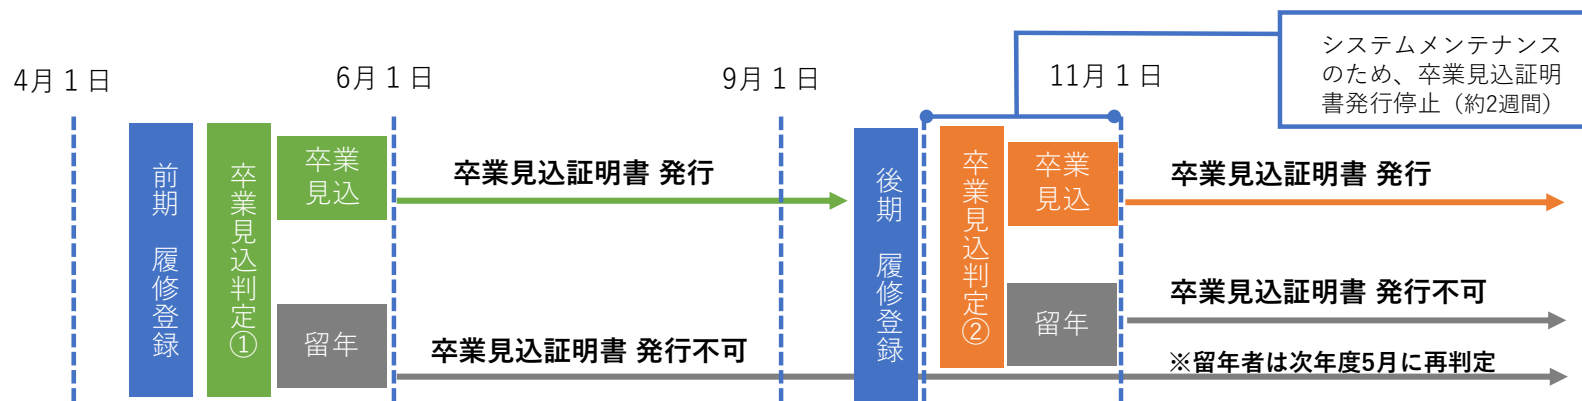 システムメンテナンス
のため、卒業見込証明
書発行停止（約2週間）
4月１日
6月１日
9月１日
11月１日
前期　履修登録
卒業見込判定①
卒業
見込
卒業見込証明書 発行
留年
卒業見込証明書 発行不可
後期　履修登録
卒業見込判定②
卒業
見込
卒業見込証明書 発行
留年
卒業見込証明書 発行不可
※留年者は次年度5月に再判定